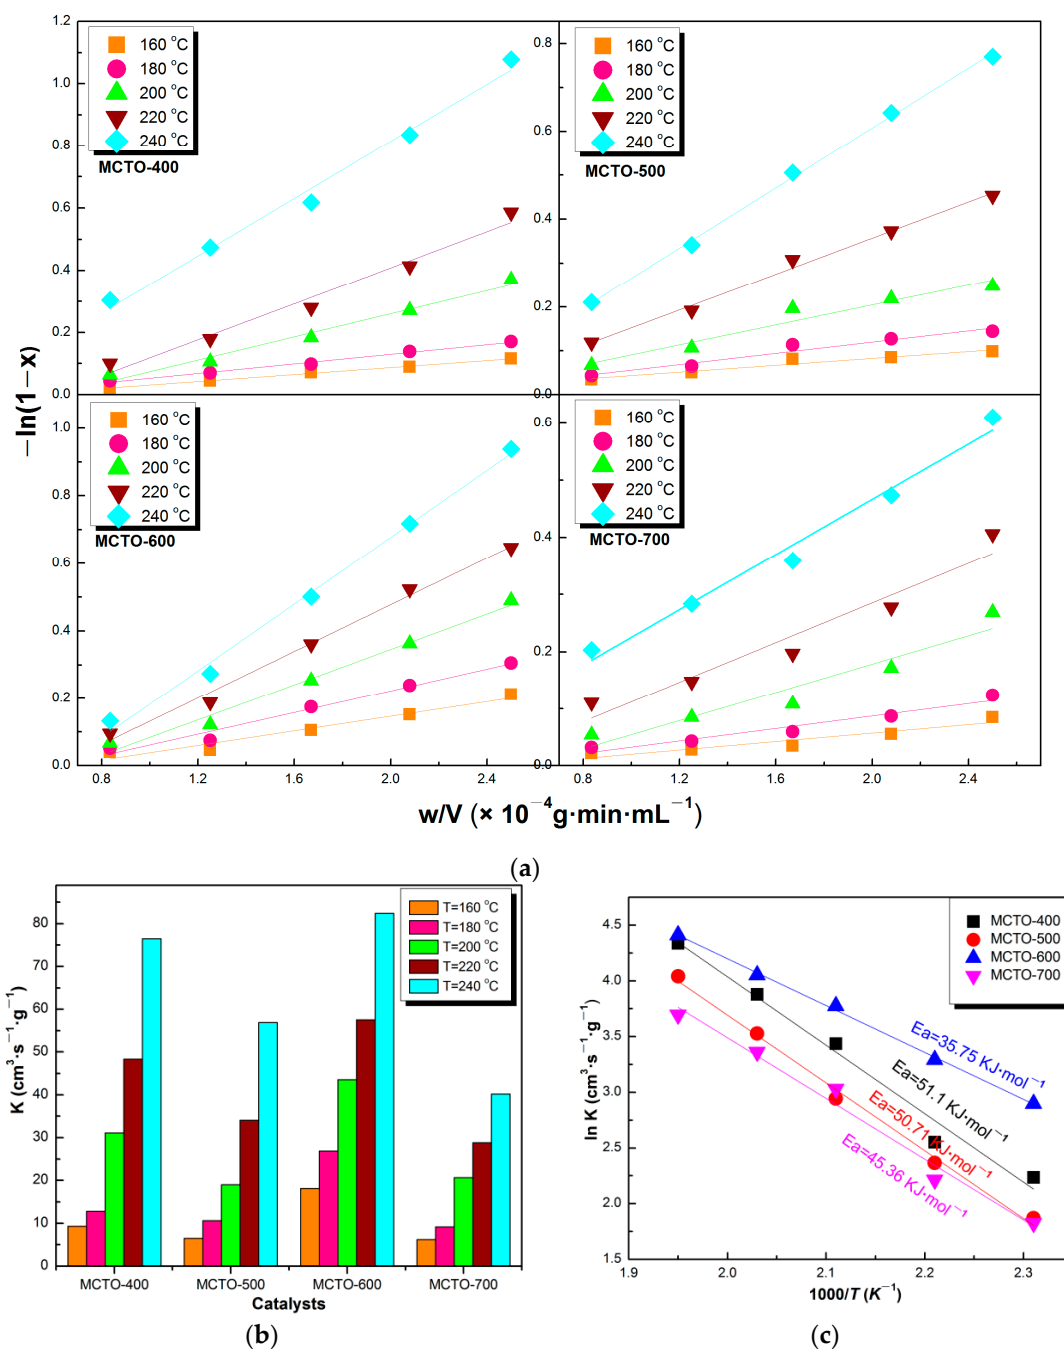 1.2
1.0
0.8
0.6
0.4
0.2
0.0
160 °C
180 °C
200 °C
220 °C
240 °C
MCTO-400
0.8
0.6
0.4
0.2
0.0
160 °C
180 °C
200 °C
220 °C
240 °C
MCTO-500
−ln(1−x)
1.0
0.8
0.6
0.4
0.2
0.0
160 °C
180 °C
200 °C
220 °C
240 °C
MCTO-600
0.8 1.2 1.6 2.0 2.4
0.6
0.4
0.2
0.0
160 °C
180 °C
200 °C
220 °C
240 °C
MCTO-700
0.8 1.2 1.6 2.0 2.4
w/V (× 10⁻⁴g·min·mL⁻¹)
(a)
K (cm³·s⁻¹·g⁻¹)
80
70
60
50
40
30
20
10
0
T=160 °C
T=180 °C
T=200 °C
T=220 °C
T=240 °C
MCTO-400 MCTO-500 MCTO-600 MCTO-700
Catalysts
(b)
ln K (cm³·s⁻¹·g⁻¹)
4.5
4.0
3.5
3.0
2.5
2.0
1.5
MCTO-400
MCTO-500
MCTO-600
MCTO-700
Ea=35.75 KJ·mol⁻¹
Ea=51.1 KJ·mol⁻¹
Ea=50.71 KJ·mol⁻¹
Ea=45.36 KJ·mol⁻¹
1.9 2.0 2.1 2.2 2.3
1000/T (K⁻¹)
(c)